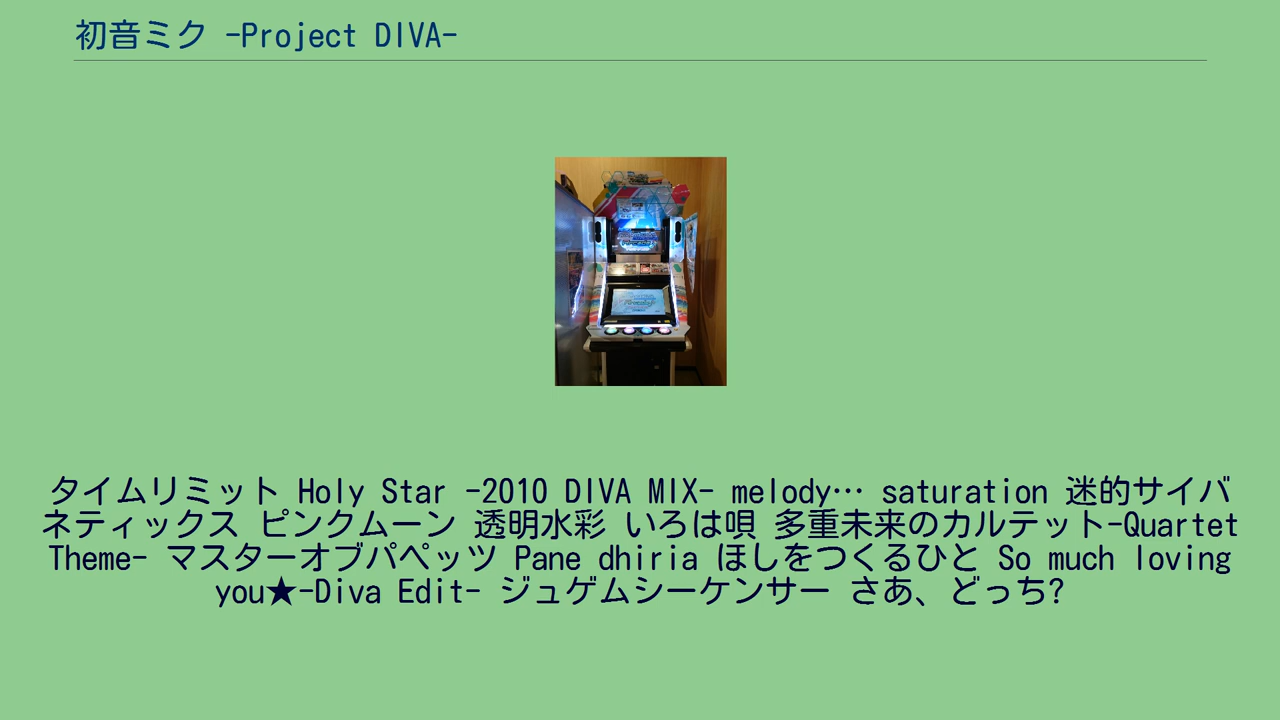 初音ミク -Project DIVA-
タイムリミット Holy Star -2010 DIVA MIX- melody… saturation 迷的サイバ
ネティックス ピンクムーン 透明水彩 いろは唄 多重未来のカルテット-Quartet
Theme- マスターオブパペッツ Pane dhiria ほしをつくるひと So much loving
you★-Diva Edit- ジュゲムシーケンサー さあ、どっち?